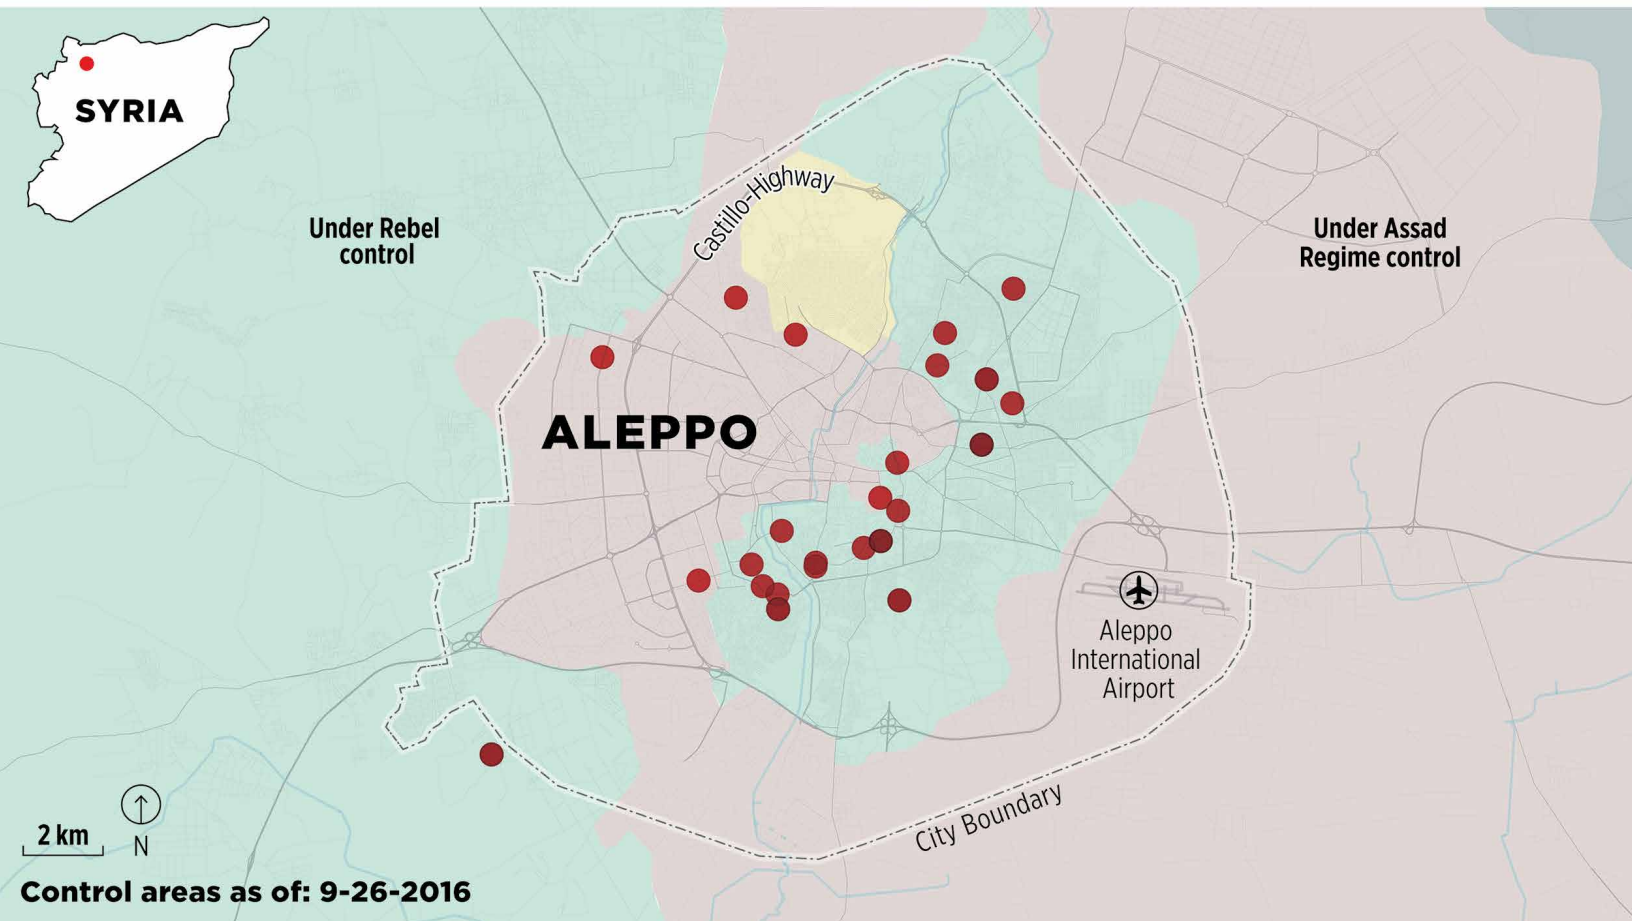 SYRIA
Under Rebel
control
Castillo-Highway
Under Assad
Regime control
ALEPPO
Aleppo
International
Airport
City Boundary
2 km
N
Control areas as of: 9-26-2016